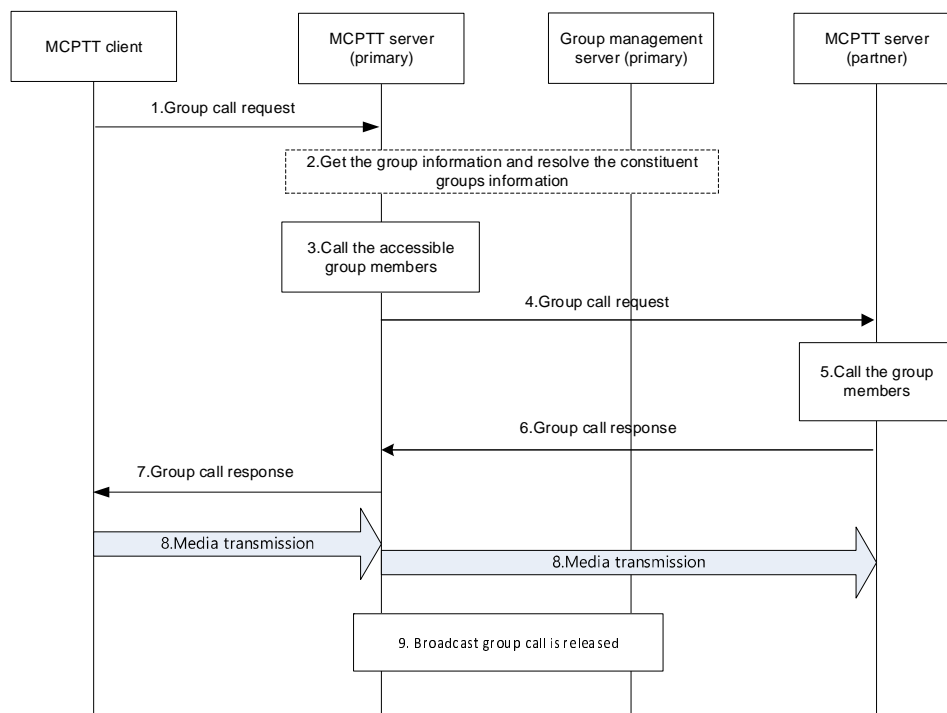 MCPTT client
MCPTT server
(primary)
Group management
server (primary)
MCPTT server
(partner)
1.Group call request
2.Get the group information and resolve the constituent
groups information
3.Call the accessible
group members
4.Group call request
5.Call the group
members
6.Group call response
7.Group call response
8.Media transmission
8.Media transmission
9. Broadcast group call is released